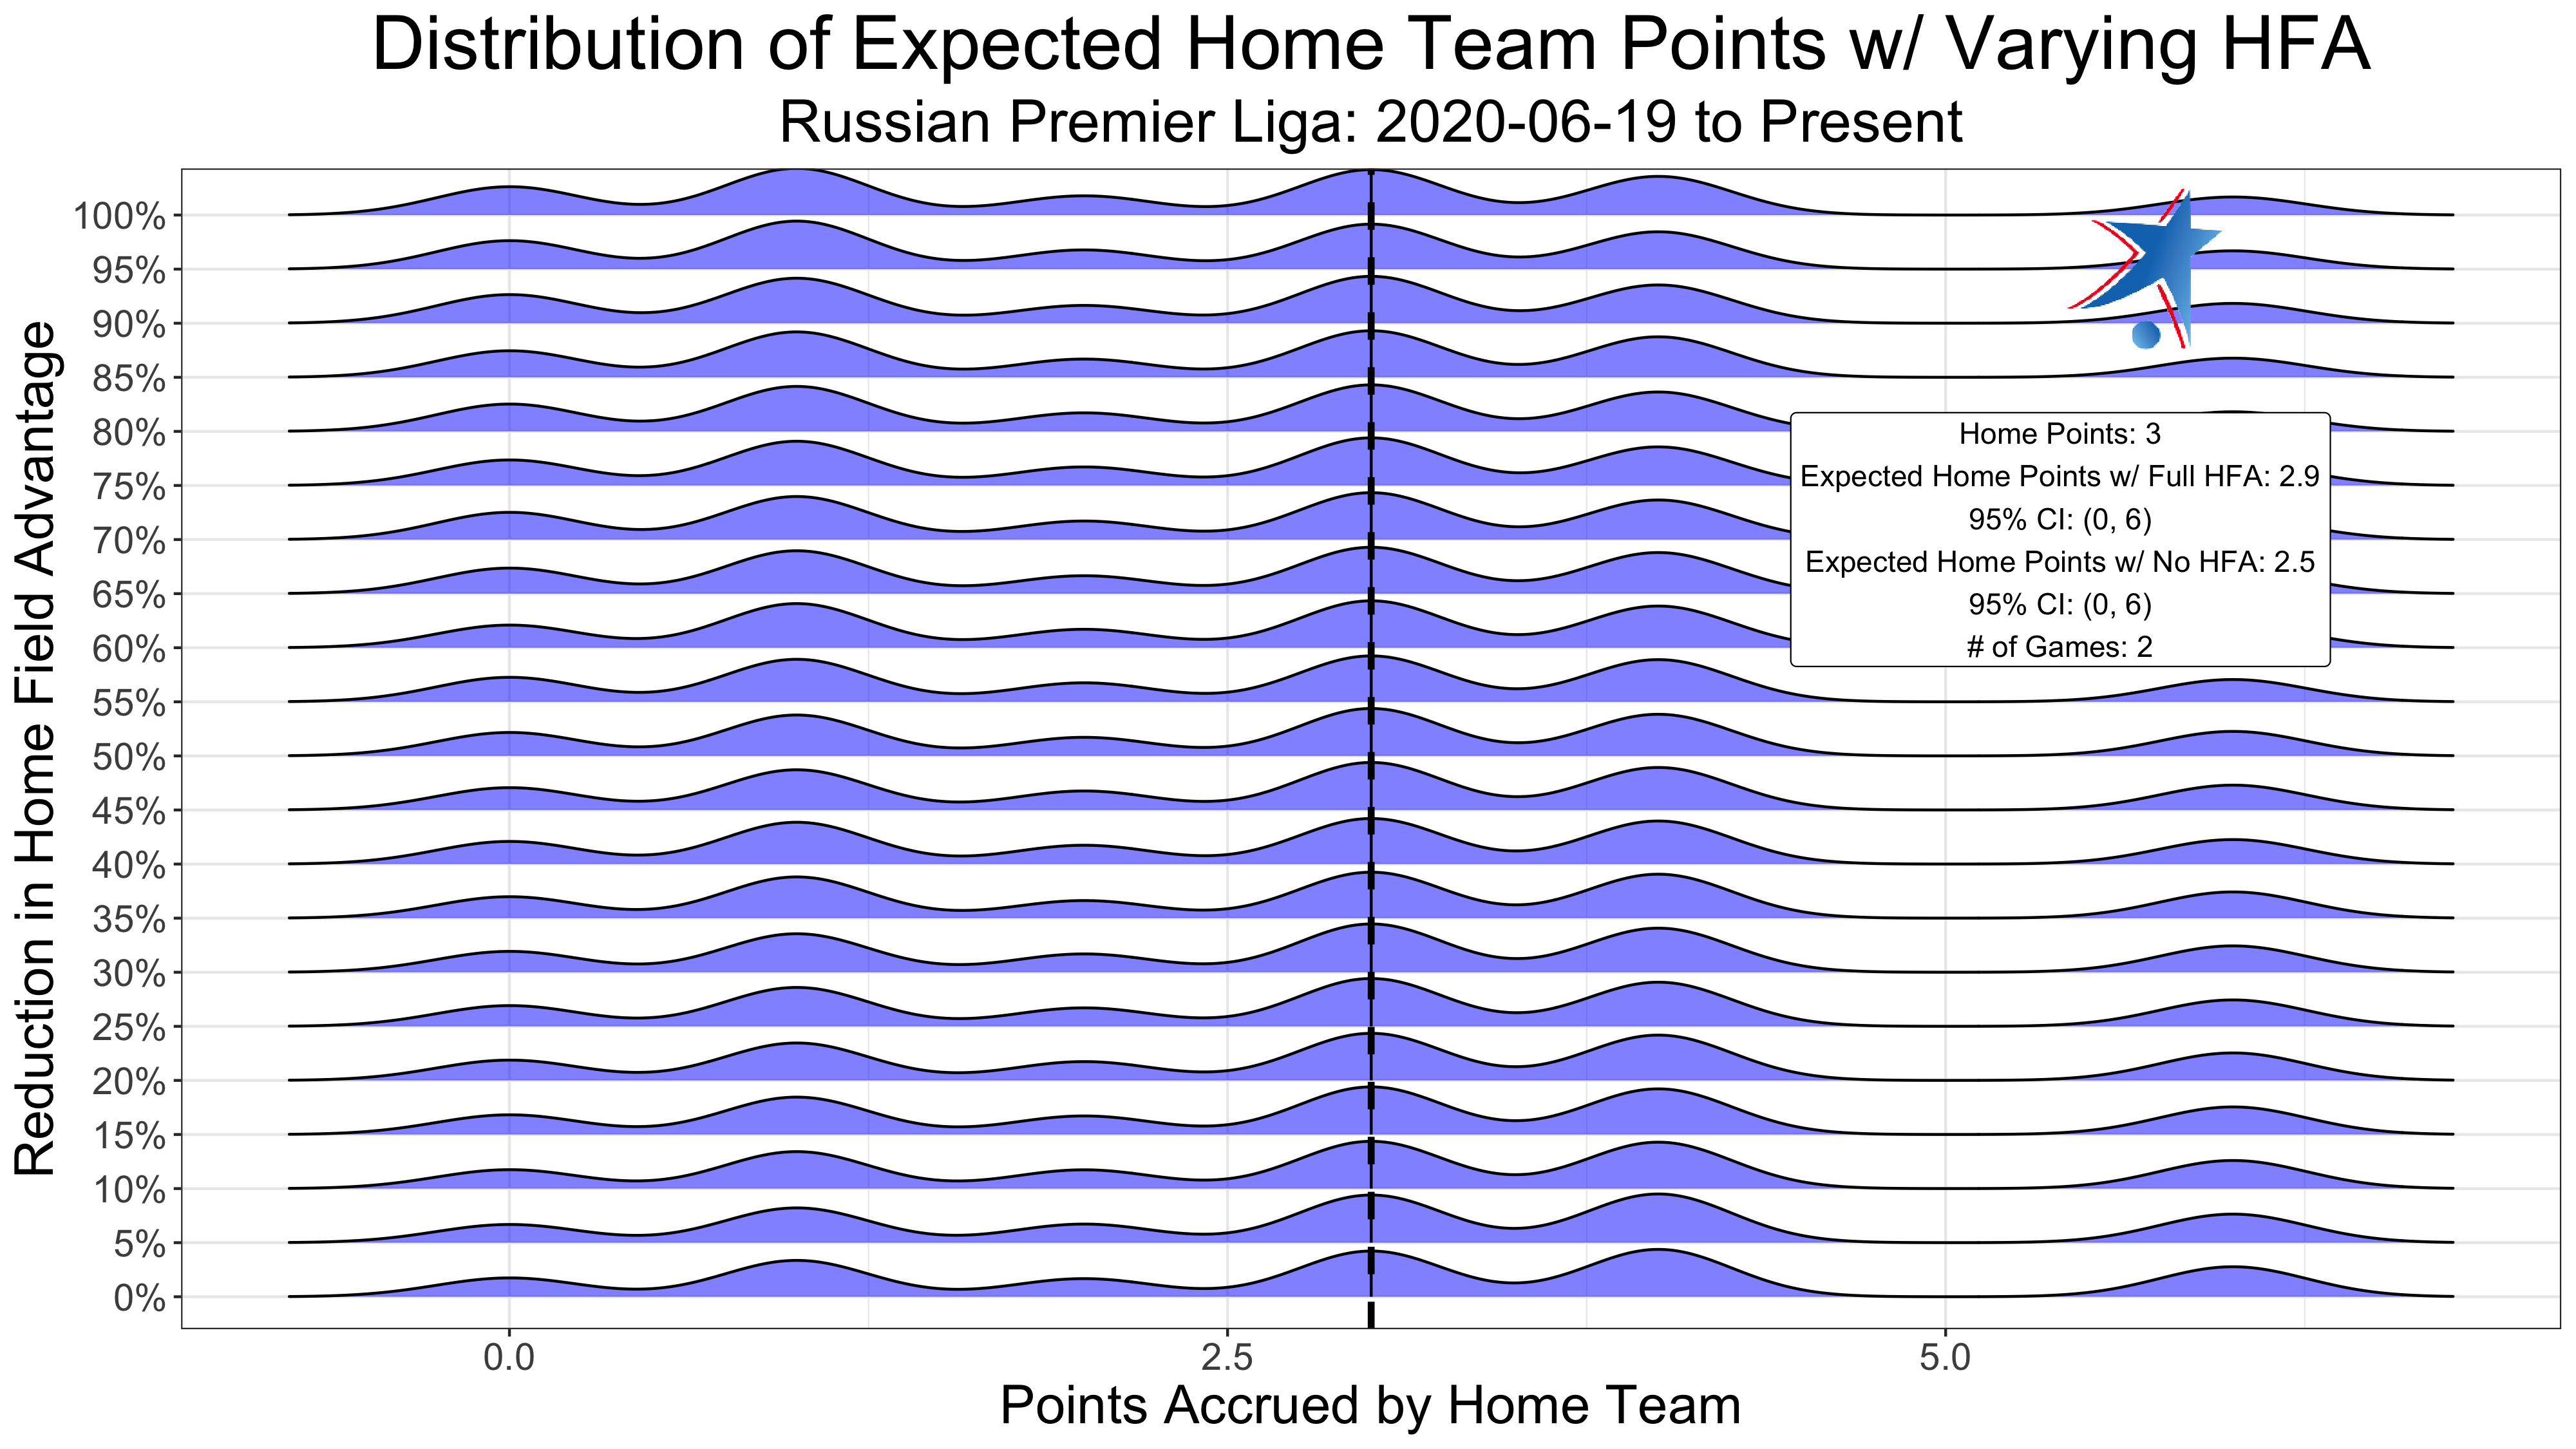 Distribution of Expected Home Team Points w/ Varying HFA
Russian Premier Liga: 2020-06-19 to Present
Reduction in Home Field Advantage
100%
95%
90%
85%
80%
75%
70%
65%
60%
55%
50%
45%
40%
35%
30%
25%
20%
15%
10%
5%
0%
Home Points: 3
Expected Home Points w/ Full HFA: 2.9
95% CI: (0, 6)
Expected Home Points w/ No HFA: 2.5
95% CI: (0, 6)
# of Games: 2
0.0
2.5
5.0
Points Accrued by Home Team